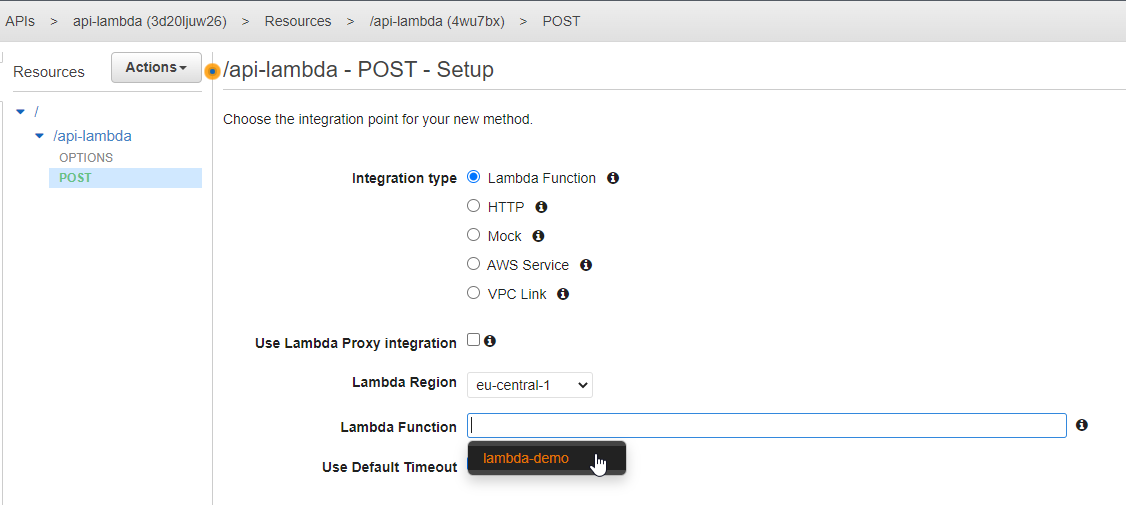 APIs > api-lambda (3d20ljuw26) > Resources > /api-lambda (4wu7bx) > POST
Resources
Actions
/api-lambda - POST - Setup
/
/api-lambda
OPTIONS
POST
Choose the integration point for your new method.
Integration type Lambda Function
HTTP
Mock
AWS Service
VPC Link
Use Lambda Proxy integration
Lambda Region eu-central-1
Lambda Function
lambda-demo
Use Default Timeout